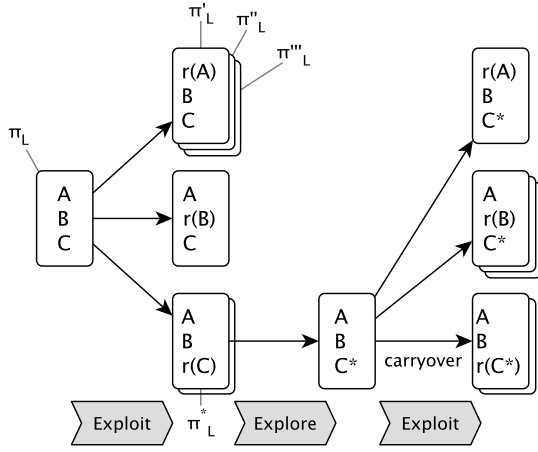 π'L
π''L
π'''L
r(A)
B
C
πL
A
B
C
A
r(B)
C
A
B
r(C)
π*L
A
B
C*
r(A)
B
C*
A
r(B)
C*
A
B
r(C*)
carryover
Exploit
Explore
Exploit